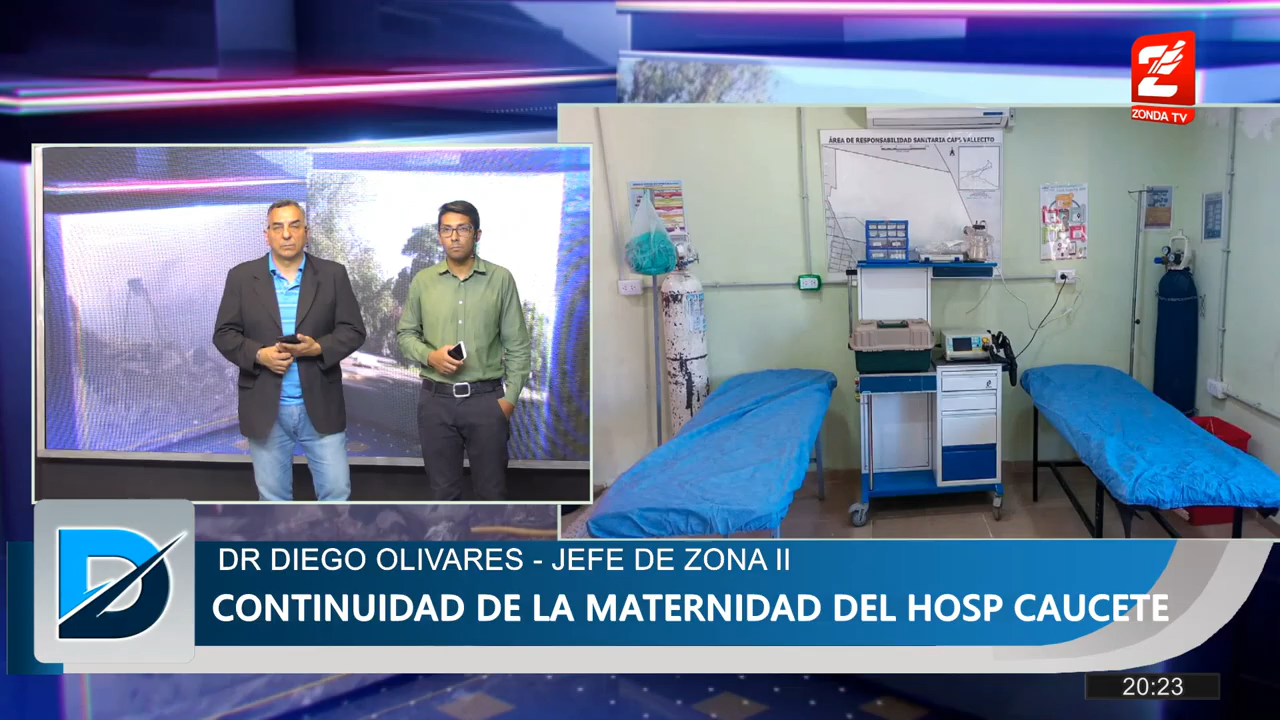 ZONDA TV
ÁREA DE RESPONSABILIDAD SANITARIA CAPS VALLECITO
DR DIEGO OLIVARES - JEFE DE ZONA II
CONTINUIDAD DE LA MATERNIDAD DEL HOSP CAUCETE
20:23